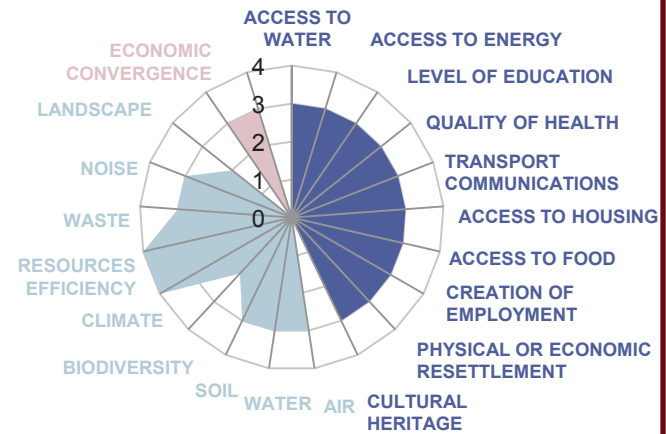 ACCESS TO
WATER
ACCESS TO ENERGY
LEVEL OF EDUCATION
QUALITY OF HEALTH
TRANSPORT
COMMUNICATIONS
ACCESS TO HOUSING
ACCESS TO FOOD
CREATION OF
EMPLOYMENT
PHYSICAL OR ECONOMIC
RESETTLEMENT
CULTURAL
HERITAGE
AIR
WATER
SOIL
BIODIVERSITY
CLIMATE
RESOURCES
EFFICIENCY
WASTE
NOISE
LANDSCAPE
ECONOMIC
CONVERGENCE
4
3
2
1
0